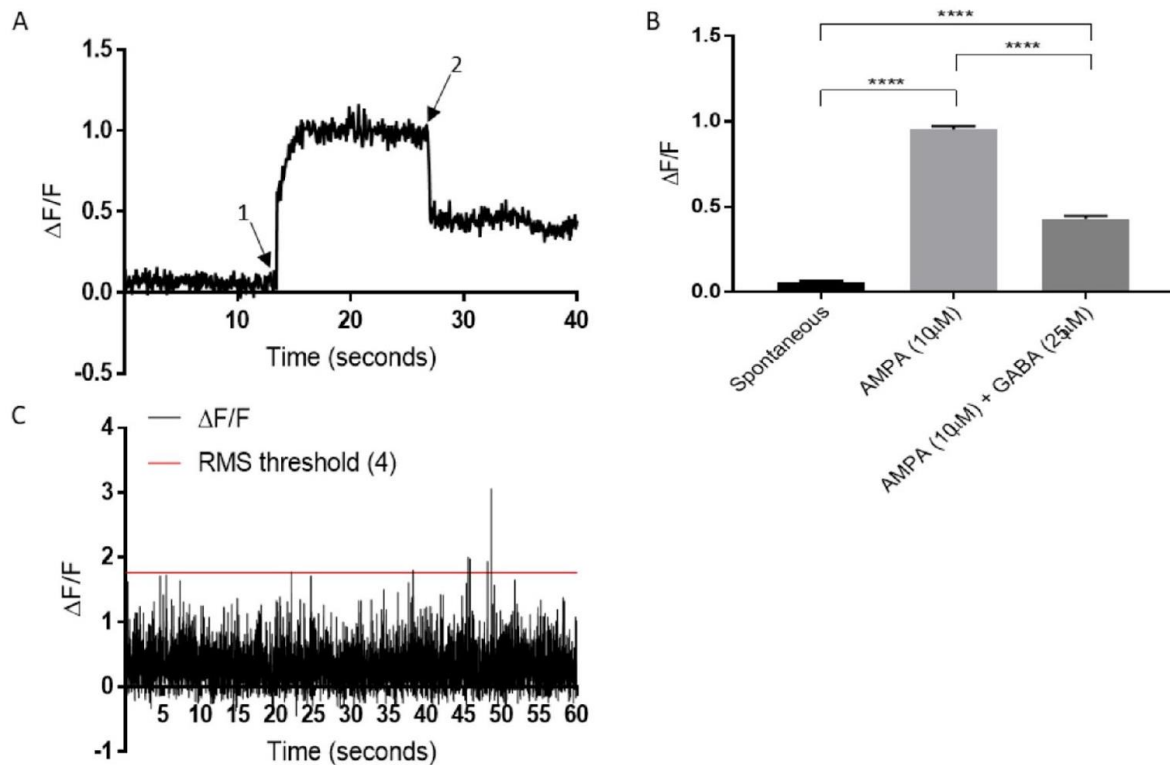 A
1.5
1.0
0.5
0.0
-0.5
ΔF/F
1
2
10
20
30
40
Time (seconds)
B
****
****
****
1.5
1.0
0.5
0.0
ΔF/F
Spontaneous
AMPA (10µM)
AMPA (10µM) + GABA (25µM)
C
ΔF/F
RMS threshold (4)
4
3
2
1
0
-1
ΔF/F
5 10 15 20 25 30 35 40 45 50 55 60
Time (seconds)